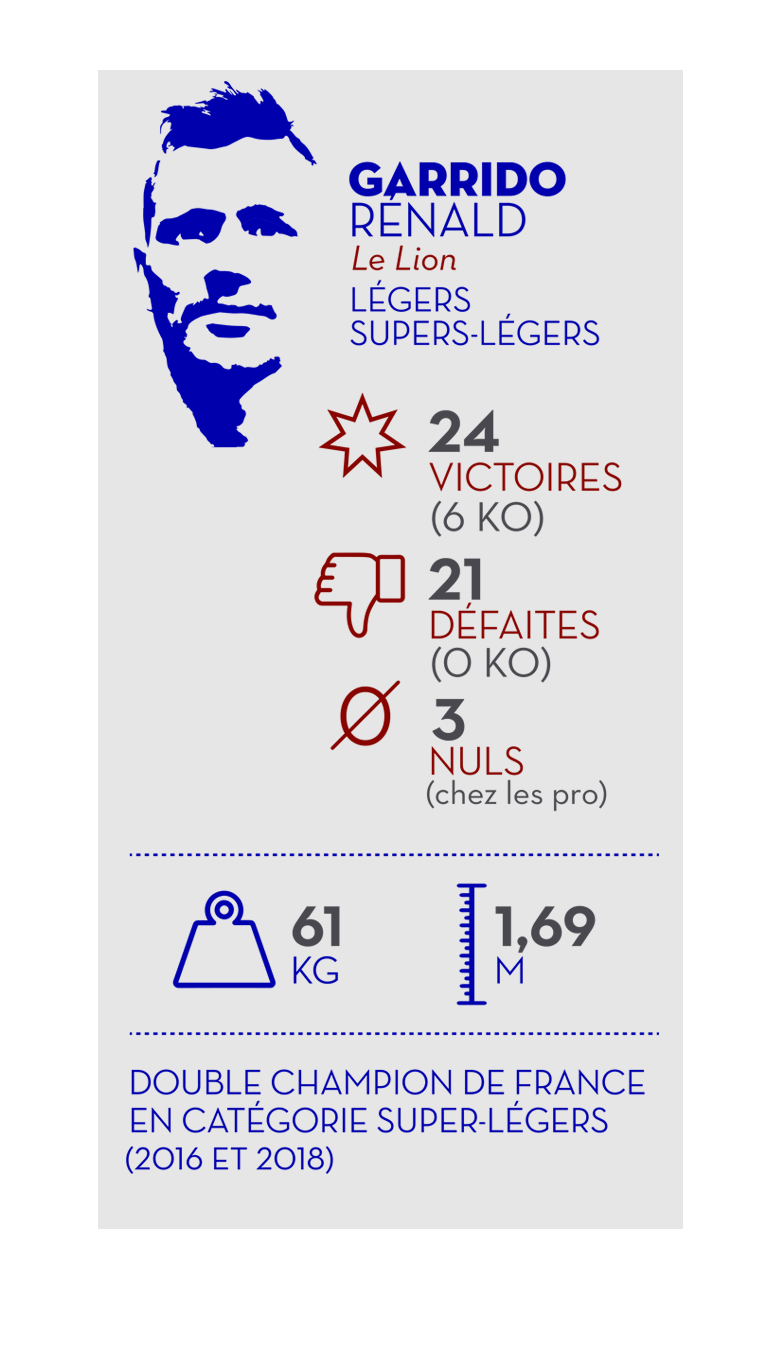 GARRIDO
RÉNALD
Le Lion
LÉGERS
SUPERS-LÉGERS
24
VICTOIRES
(6 KO)
21
DÉFAITES
(0 KO)
3
NULS
(chez les pro)
61
KG
1,69
M
DOUBLE CHAMPION DE FRANCE
EN CATÉGORIE SUPER-LÉGERS
(2016 ET 2018)